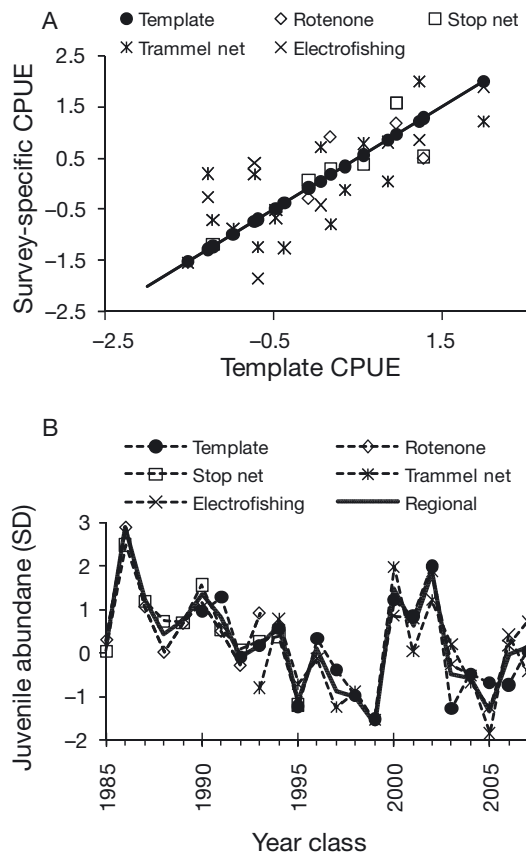 A
Template Rotenone Stop net
Trammel net Electrofishing
2.5
1.5
0.5
−0.5
−1.5
−2.5
−2.5 −0.5 1.5
Survey-specific CPUE
Template CPUE
B
Template Rotenone
Stop net Trammel net
Electrofishing Regional
3
2
1
0
−1
−2
Juvenile abundane (SD)
1985 1990 1995 2000 2005
Year class